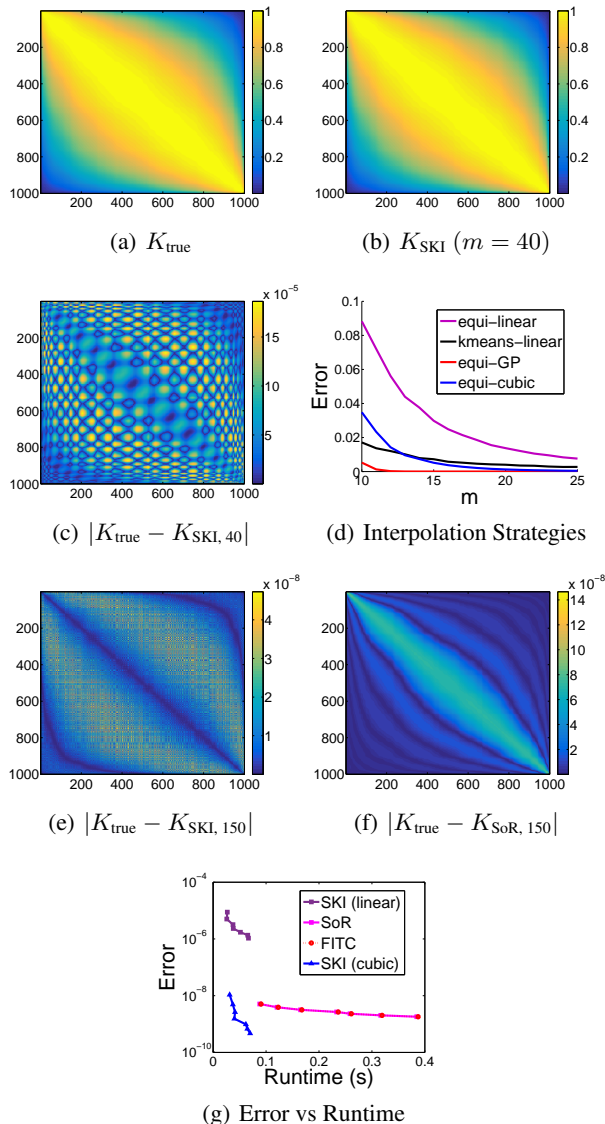 1
200
0.8
400
0.6
600
0.4
800
0.2
1000
200 400 600 800 1000
(a) K_true
1
200
0.8
400
0.6
600
0.4
800
0.2
1000
200 400 600 800 1000
(b) K_SKI (m = 40)
x 10^-5
200
15
400
10
600
800
5
1000
200 400 600 800 1000
(c) |K_true − K_SKI, 40|
0.1
0.08
0.06
0.04
0.02
0
Error
equi−linear
kmeans−linear
equi−GP
equi−cubic
10 15 20 25
m
(d) Interpolation Strategies
x 10^-8
200
4
400
3
600
2
800
1
1000
200 400 600 800 1000
(e) |K_true − K_SKI, 150|
x 10^-8
14
200
12
400
10
8
600
6
800
4
2
1000
200 400 600 800 1000
(f) |K_true − K_SoR, 150|
10^-4
10^-6
10^-8
10^-10
Error
SKI (linear)
SoR
FITC
SKI (cubic)
0 0.1 0.2 0.3 0.4
Runtime (s)
(g) Error vs Runtime